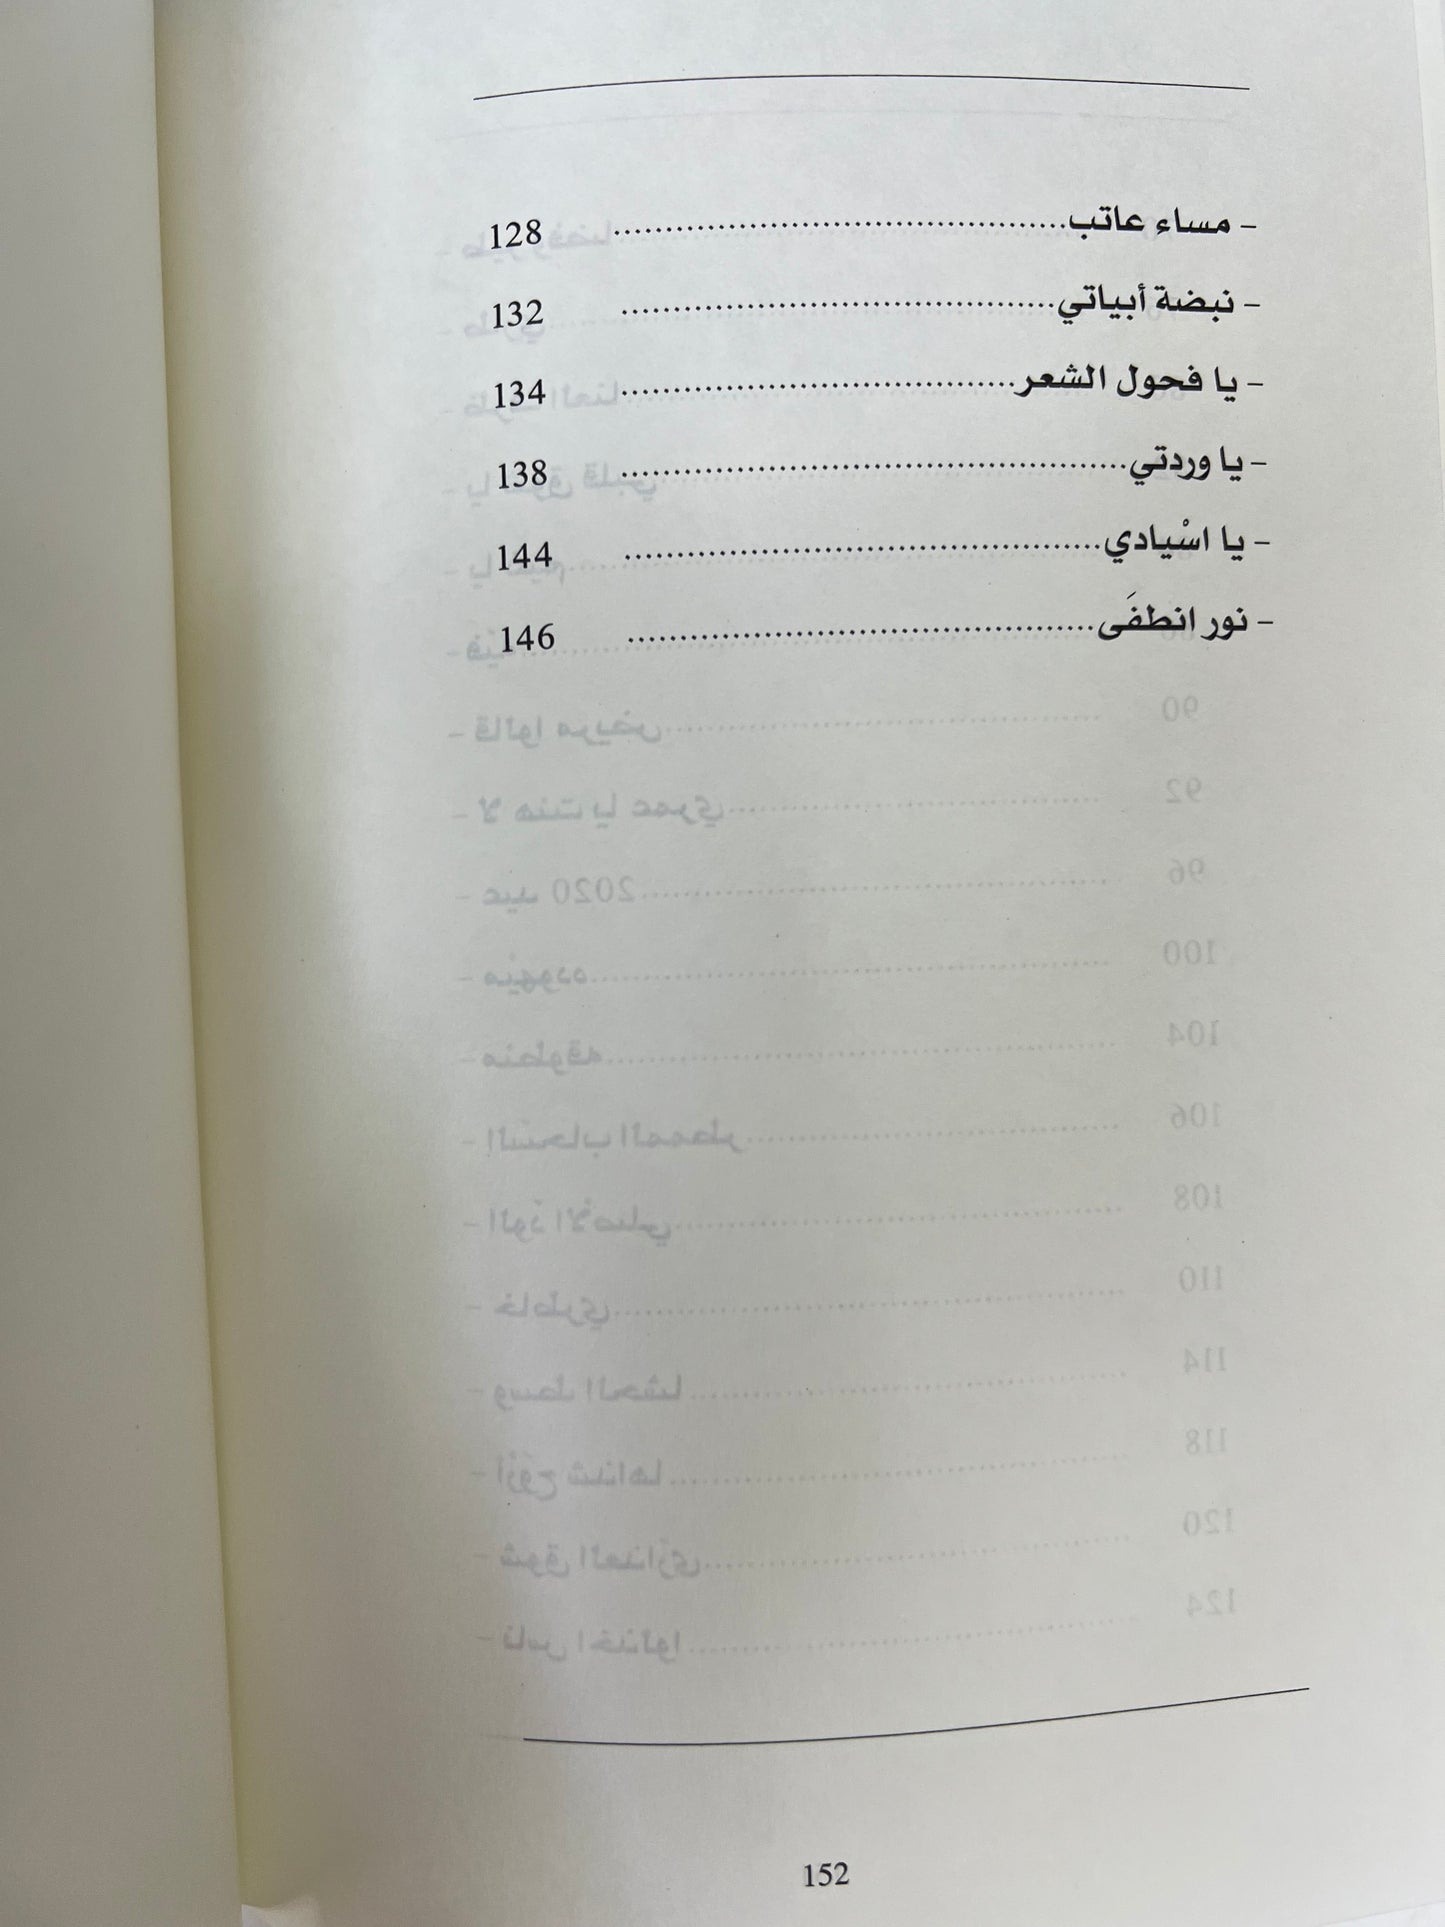 - مساء عاتب........................................... 128
- نبضة أبياتي.......................................... 132
- يا فحول الشعر...................................... 134
- يا وردتي................................................ 138
- يا اسْيادي.............................................. 144
- نور انطفَى............................................. 146
152